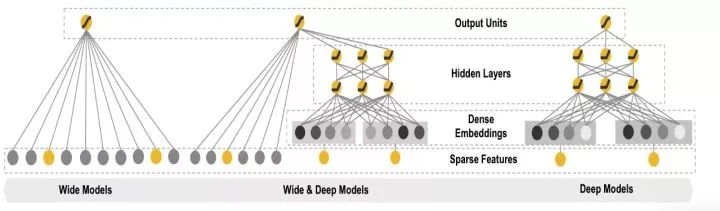 Output Units
Hidden Layers
Dense
Embeddings
Sparse Features
Wide Models
Wide & Deep Models
Deep Models